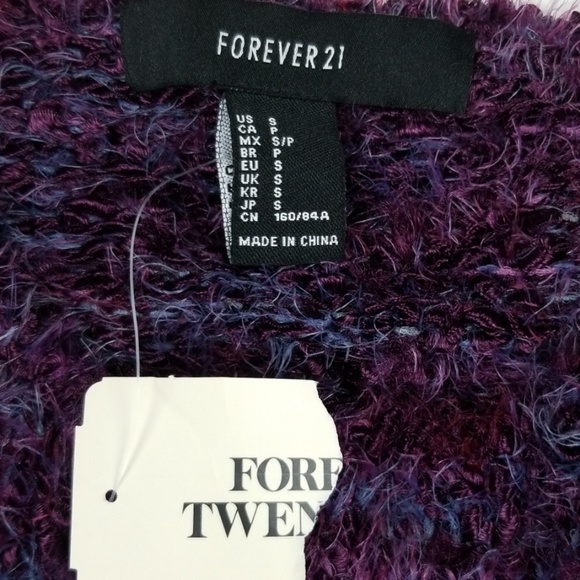 FOREVER 21
US S
CA P
MX S/P
BR P
EU S
UK S
KR S
JP S
CN 160/84A
MADE IN CHINA
FORE
TWEN